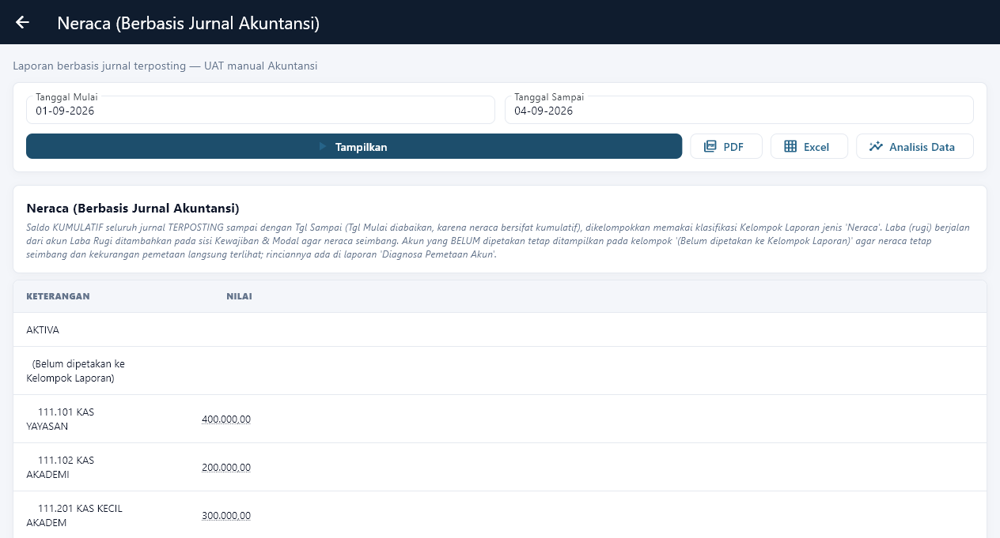 Neraca (Berbasis Jurnal Akuntansi)
Laporan berbasis jurnal terposting — UAT manual Akuntansi
Tanggal Mulai
01-09-2026
Tanggal Sampai
04-09-2026
Tampilkan
PDF
Excel
Analisis Data
Neraca (Berbasis Jurnal Akuntansi)
Saldo KUMULATIF seluruh jurnal TERPOSTING sampai dengan Tgl Sampai (Tgl Mulai diabaikan, karena neraca bersifat kumulatif), dikelompokkan memakai klasifikasi Kelompok Laporan jenis 'Neraca'. Laba (rugi) berjalan
dari akun Laba Rugi ditambahkan pada sisi Kewajiban & Modal agar neraca seimbang. Akun yang BELUM dipetakan tetap ditampilkan pada kelompok '(Belum dipetakan ke Kelompok Laporan)' agar neraca tetap
seimbang dan kekurangan pemetaan langsung terlihat; rinciannya ada di laporan 'Diagnosa Pemetaan Akun'.
KETERANGAN NILAI
AKTIVA
(Belum dipetakan ke
Kelompok Laporan)
111.101 KAS
YAYASAN
400.000,00
111.102 KAS
AKADEMI
200.000,00
111.201 KAS KECIL
AKADEM
300.000,00